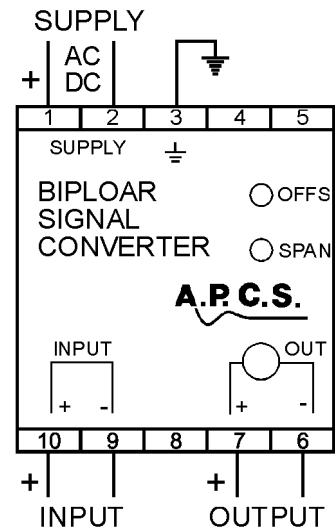 SUPPLY
+ AC
DC
1 2 3 4 5
SUPPLY
BIPLOAR OFFS
SIGNAL
CONVERTER SPAN
A.P.C.S.
INPUT OUT
+ - + -
10 9 8 7 6
+ +
INPUT OUTPUT